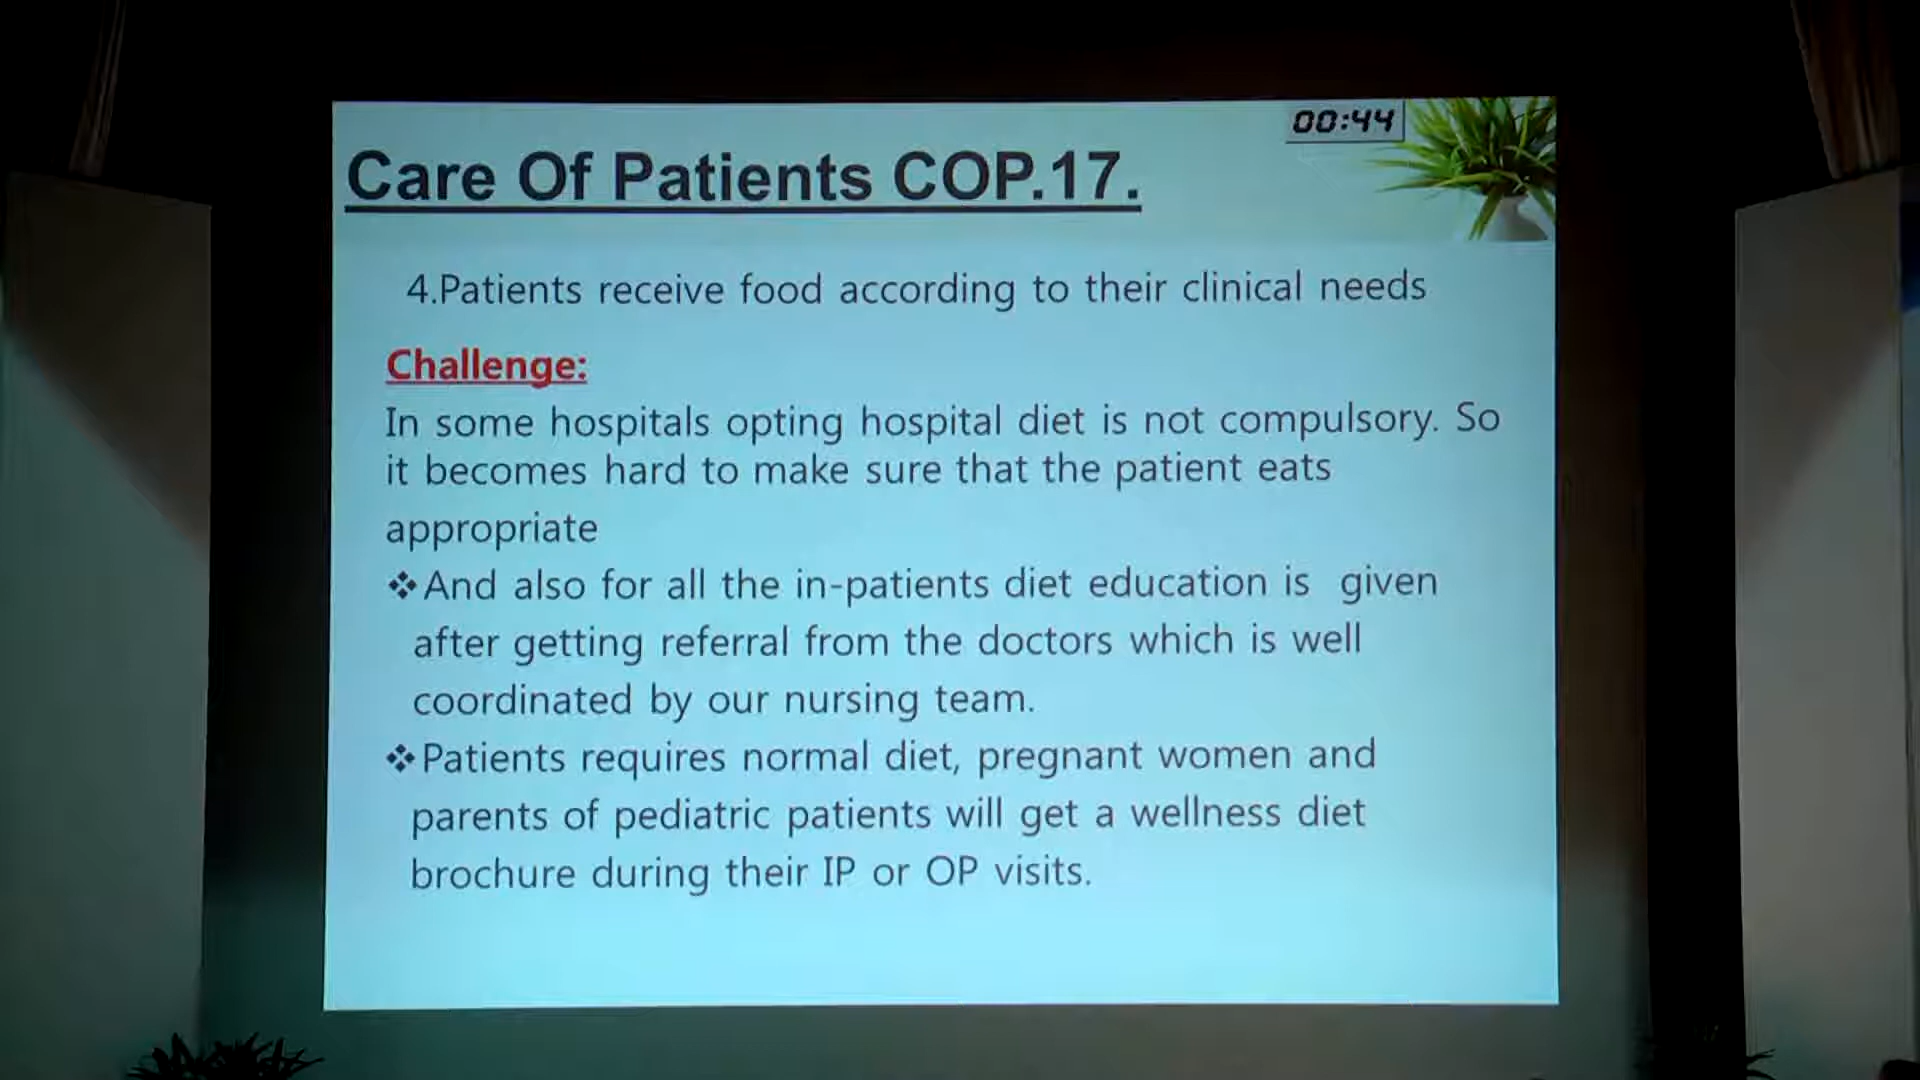 00:44
Care Of Patients COP.17.
4.Patients receive food according to their clinical needs
Challenge:
In some hospitals opting hospital diet is not compulsory. So
it becomes hard to make sure that the patient eats
appropriate
❖And also for all the in-patients diet education is given
after getting referral from the doctors which is well
coordinated by our nursing team.
❖Patients requires normal diet, pregnant women and
parents of pediatric patients will get a wellness diet
brochure during their IP or OP visits.